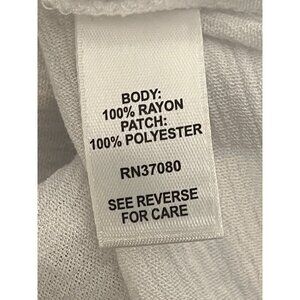 BODY:
100% RAYON
PATCH:
100% POLYESTER
RN37080
SEE REVERSE
FOR CARE